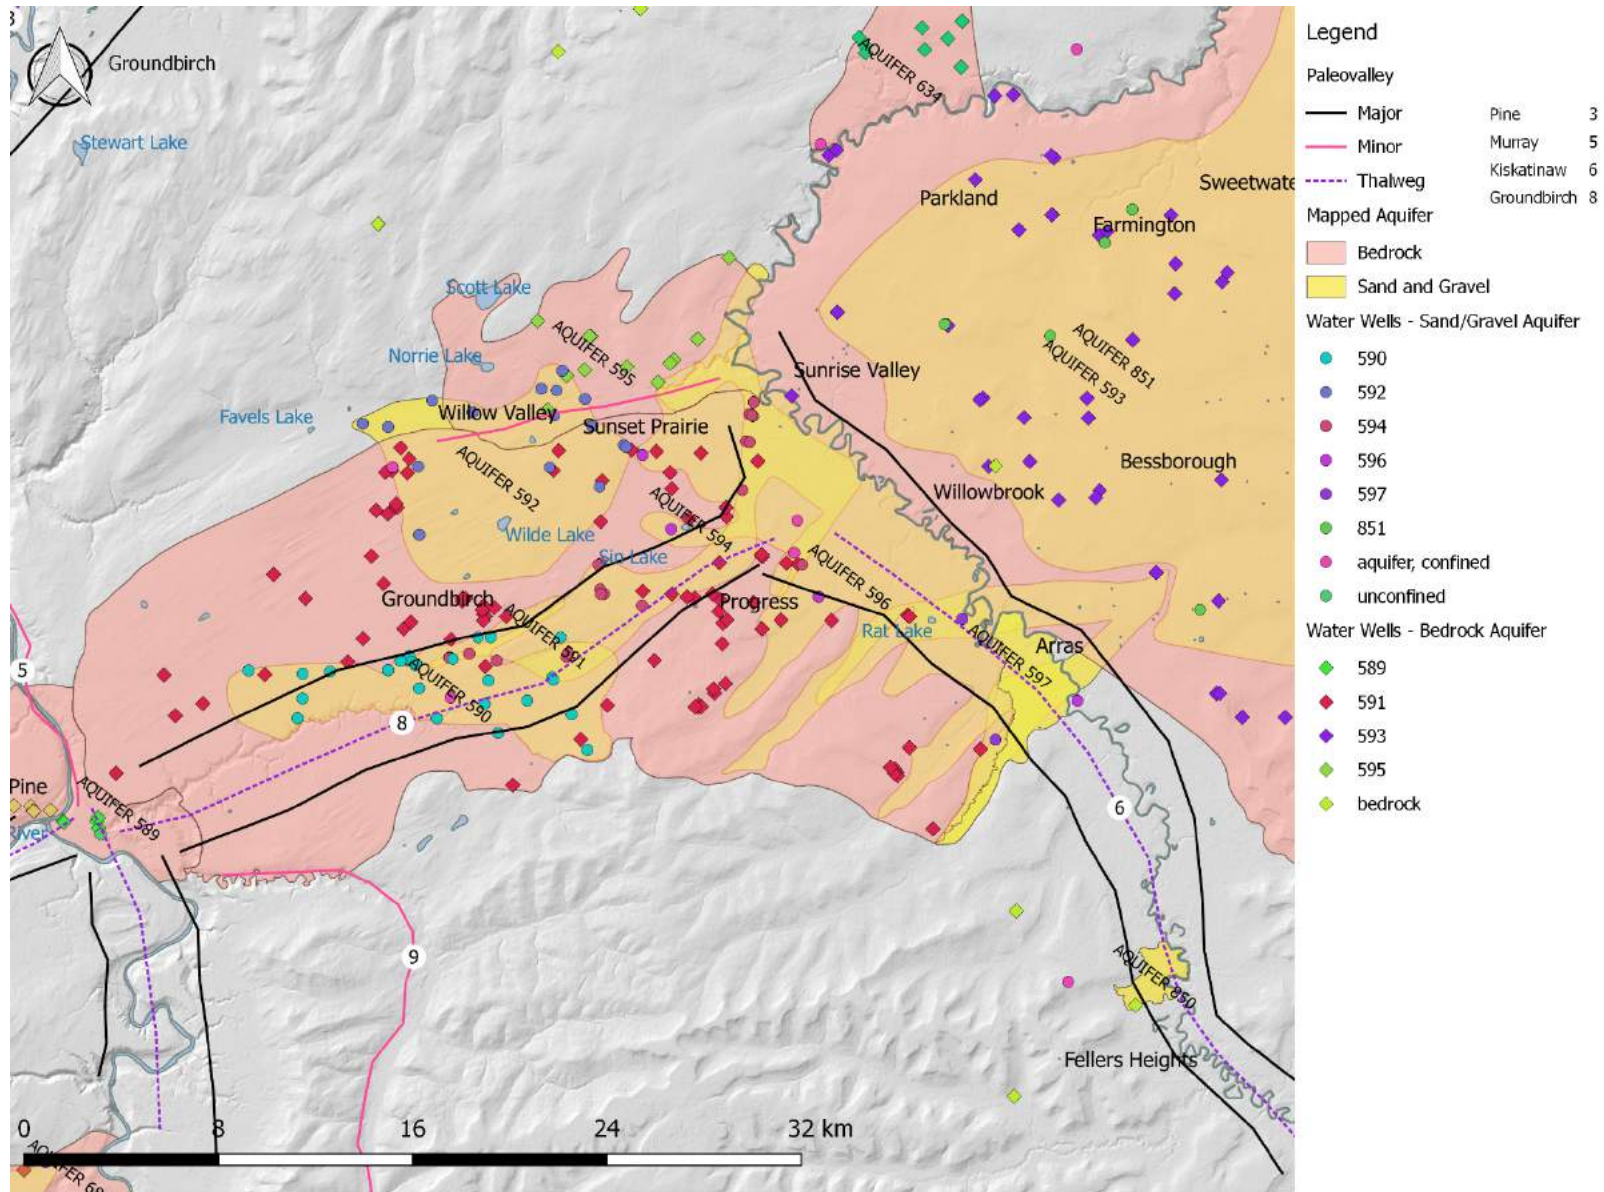 3
Groundbirch
AQUIFER 634
Stewart Lake
Parkland
Sweetwate
Farmington
Scott Lake
AQUIFER 851
AQUIFER 593
Norrie Lake
AQUIFER 595
Sunrise Valley
Favels Lake
Willow Valley
Sunset Prairie
Bessborough
AQUIFER 592
Willowbrook
AQUIFER 594
Wilde Lake
Sin Lake
AQUIFER 596
Groundbirch
Progress
AQUIFER 591
Rat Lake
AQUIFER 597
Arras
5
AQUIFER 590
8
Pine
AQUIFER 589
River
6
9
AQUIFER 850
Fellers Heights
0 8 16 24 32 km
AQUIFER 68
Legend
Paleovalley
Major
Minor
Thalweg
Pine 3
Murray 5
Kiskatinaw 6
Groundbirch 8
Mapped Aquifer
Bedrock
Sand and Gravel
Water Wells - Sand/Gravel Aquifer
590
592
594
596
597
851
aquifer, confined
unconfined
Water Wells - Bedrock Aquifer
589
591
593
595
bedrock